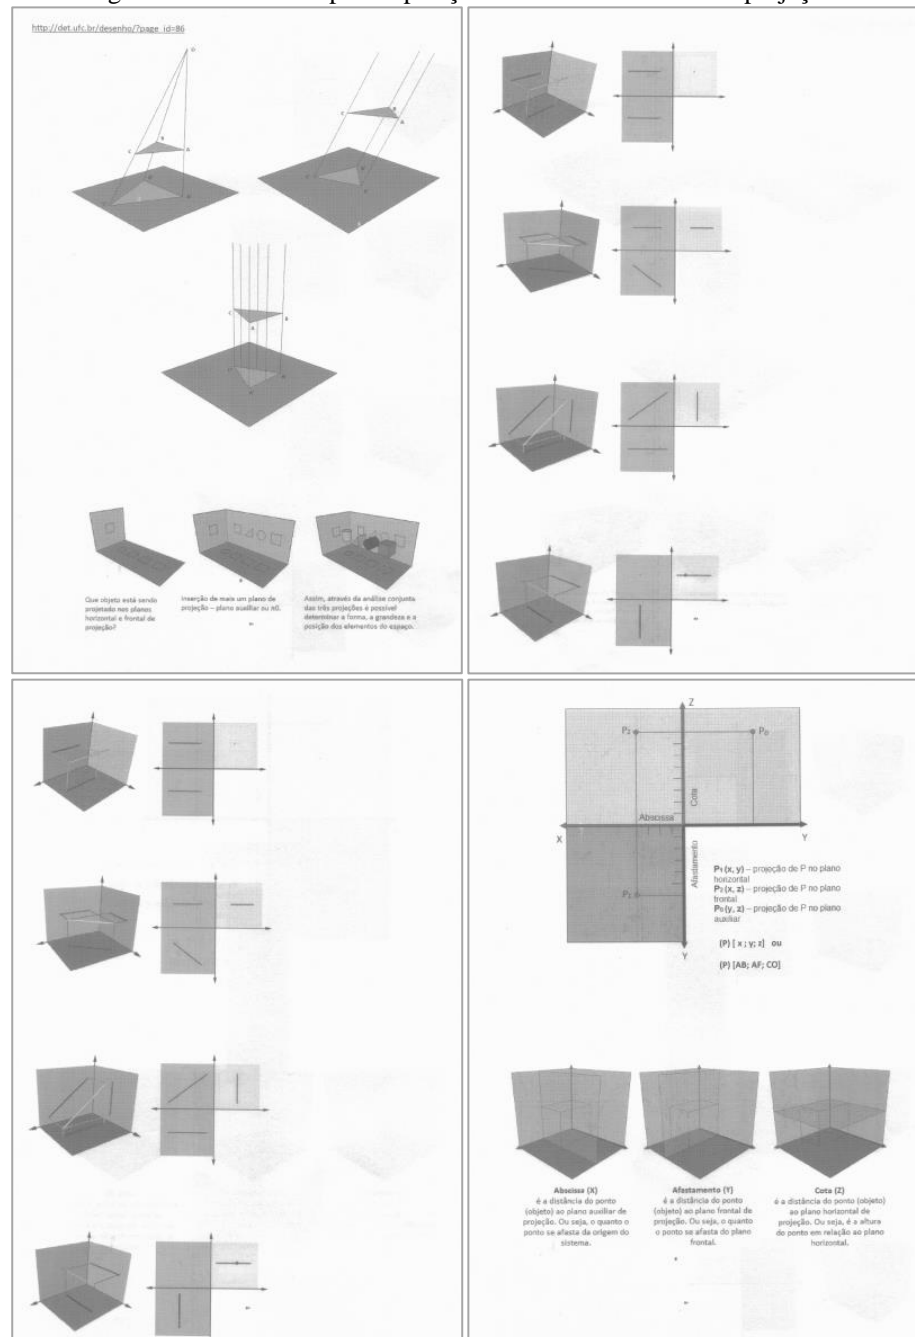 http://det.ufc.br/desenho/?page_id=86
Que objeto está sendo
projetado nos planos
horizontal e frontal de
projeção?
Inserção de mais um plano de
projeção – plano auxiliar ou π0.
Assim, através da análise conjunta
das três projeções é possível
determinar a forma, a grandeza e a
posição dos elementos do espaço.
Z
P₂
P₀
Cota
Abscissa
X
Y
Afastamento
P₁
Y
P₁ (x, y) – projeção de P no plano
horizontal
P₂ (x, z) – projeção de P no plano
frontal
P₀ (y, z) – projeção de P no plano
auxiliar
(P) [ x ; y; z] ou
(P) [AB; AF; CO]
Abscissa (X)
é a distância do ponto
(objeto) ao plano auxiliar de
projeção. Ou seja, o quanto o
ponto se afasta da origem do
sistema.
Afastamento (Y)
é a distância do ponto
(objeto) ao plano frontal de
projeção. Ou seja, o quanto
o ponto se afasta do plano
frontal.
Cota (Z)
é a distância do ponto (objeto)
ao plano horizontal de
projeção. Ou seja, é a altura
do ponto em relação ao plano
horizontal.